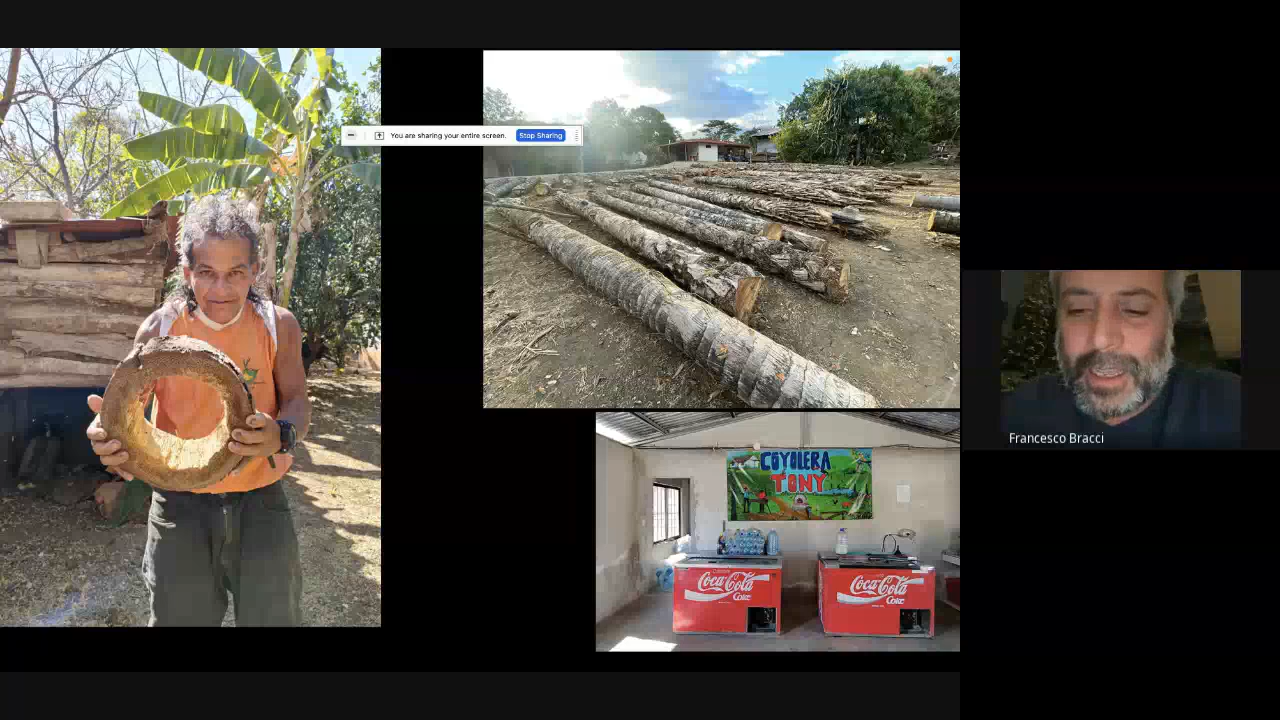 You are sharing your entire screen.
Stop Sharing
COYOLERA
TONY
Coca-Cola
Coke
Coca-Cola
Coke
Francesco Bracci